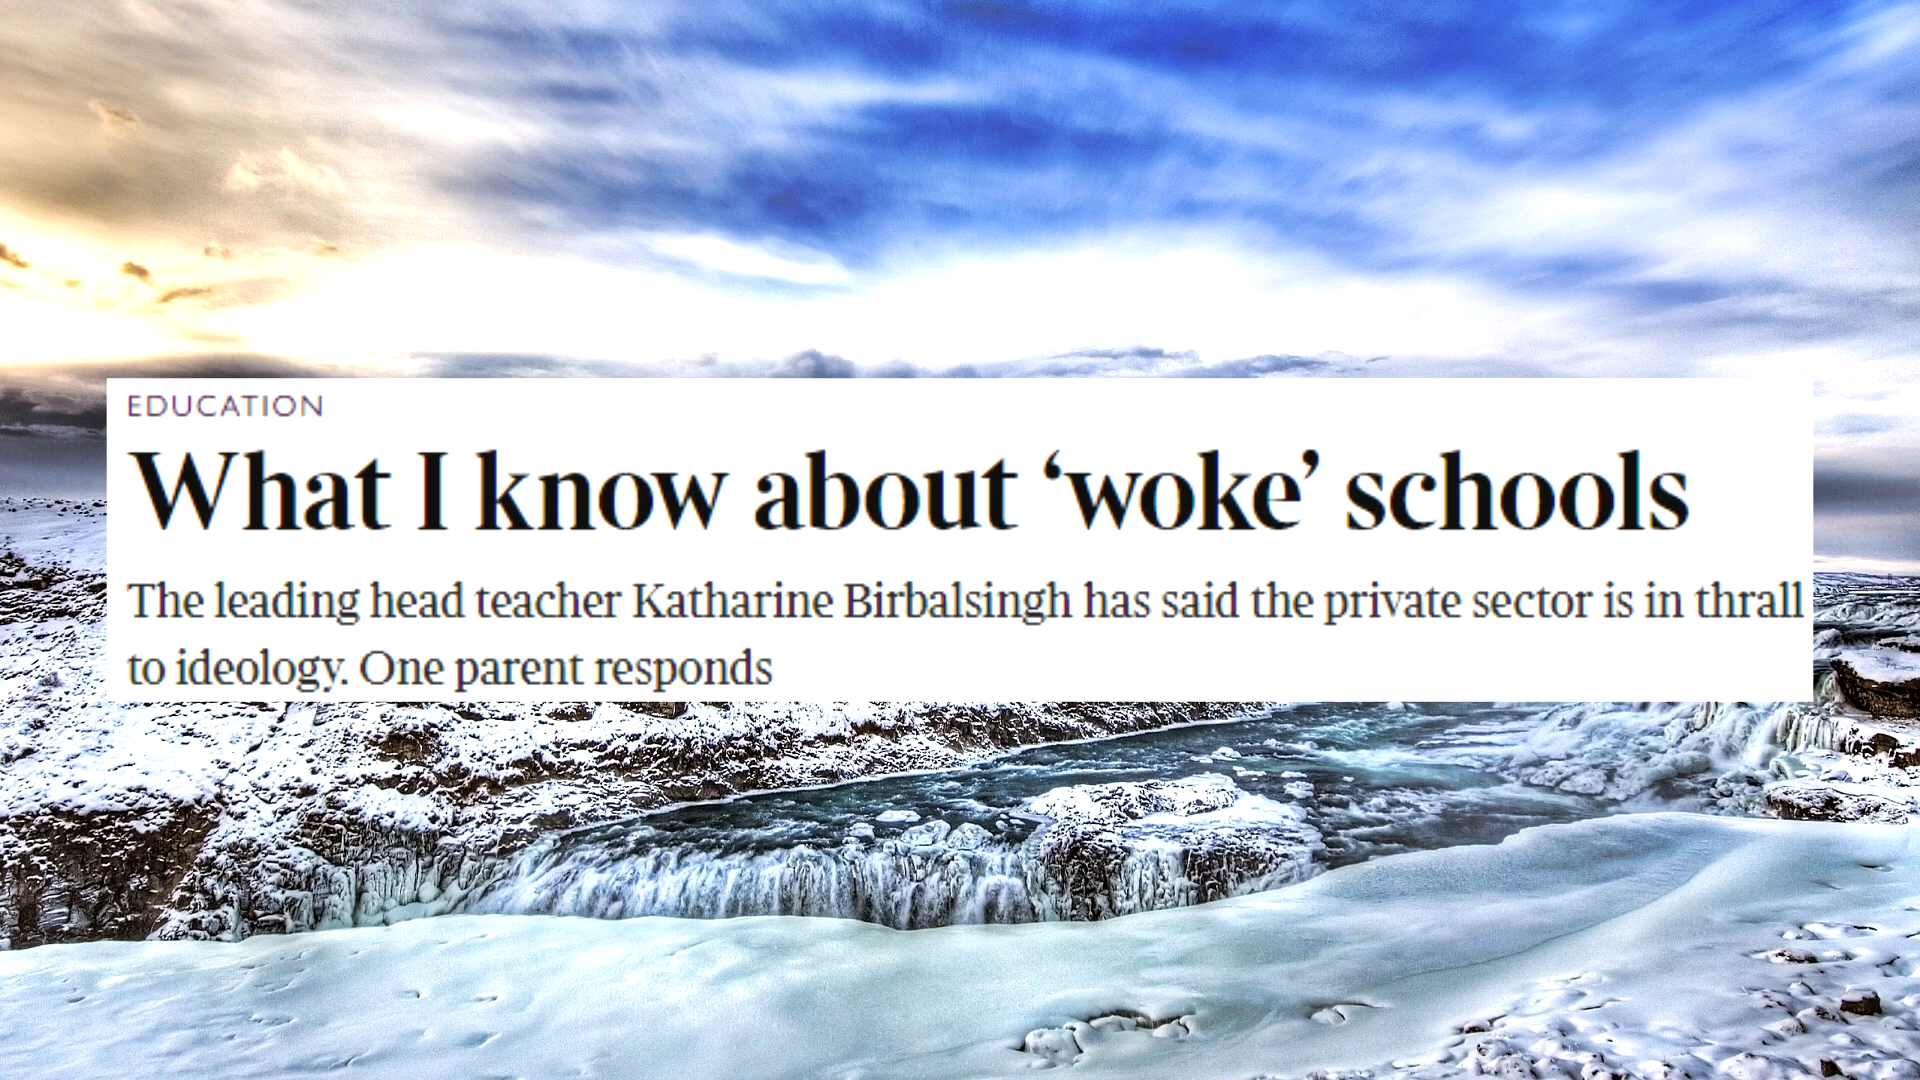 EDUCATION
What I know about ‘woke’ schools
The leading head teacher Katharine Birbalsingh has said the private sector is in thrall
to ideology. One parent responds